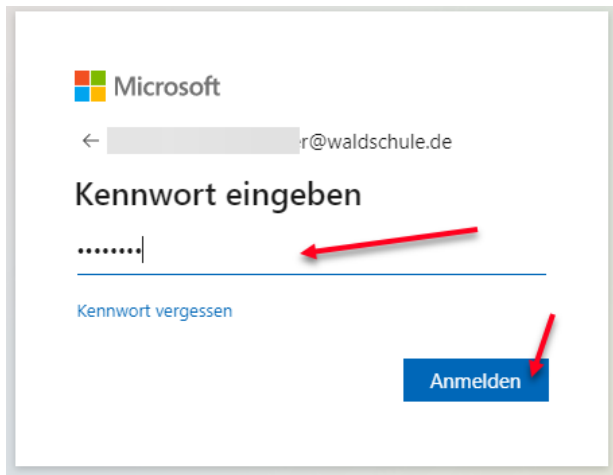 Microsoft
r@waldschule.de
Kennwort eingeben
Kennwort vergessen
Anmelden